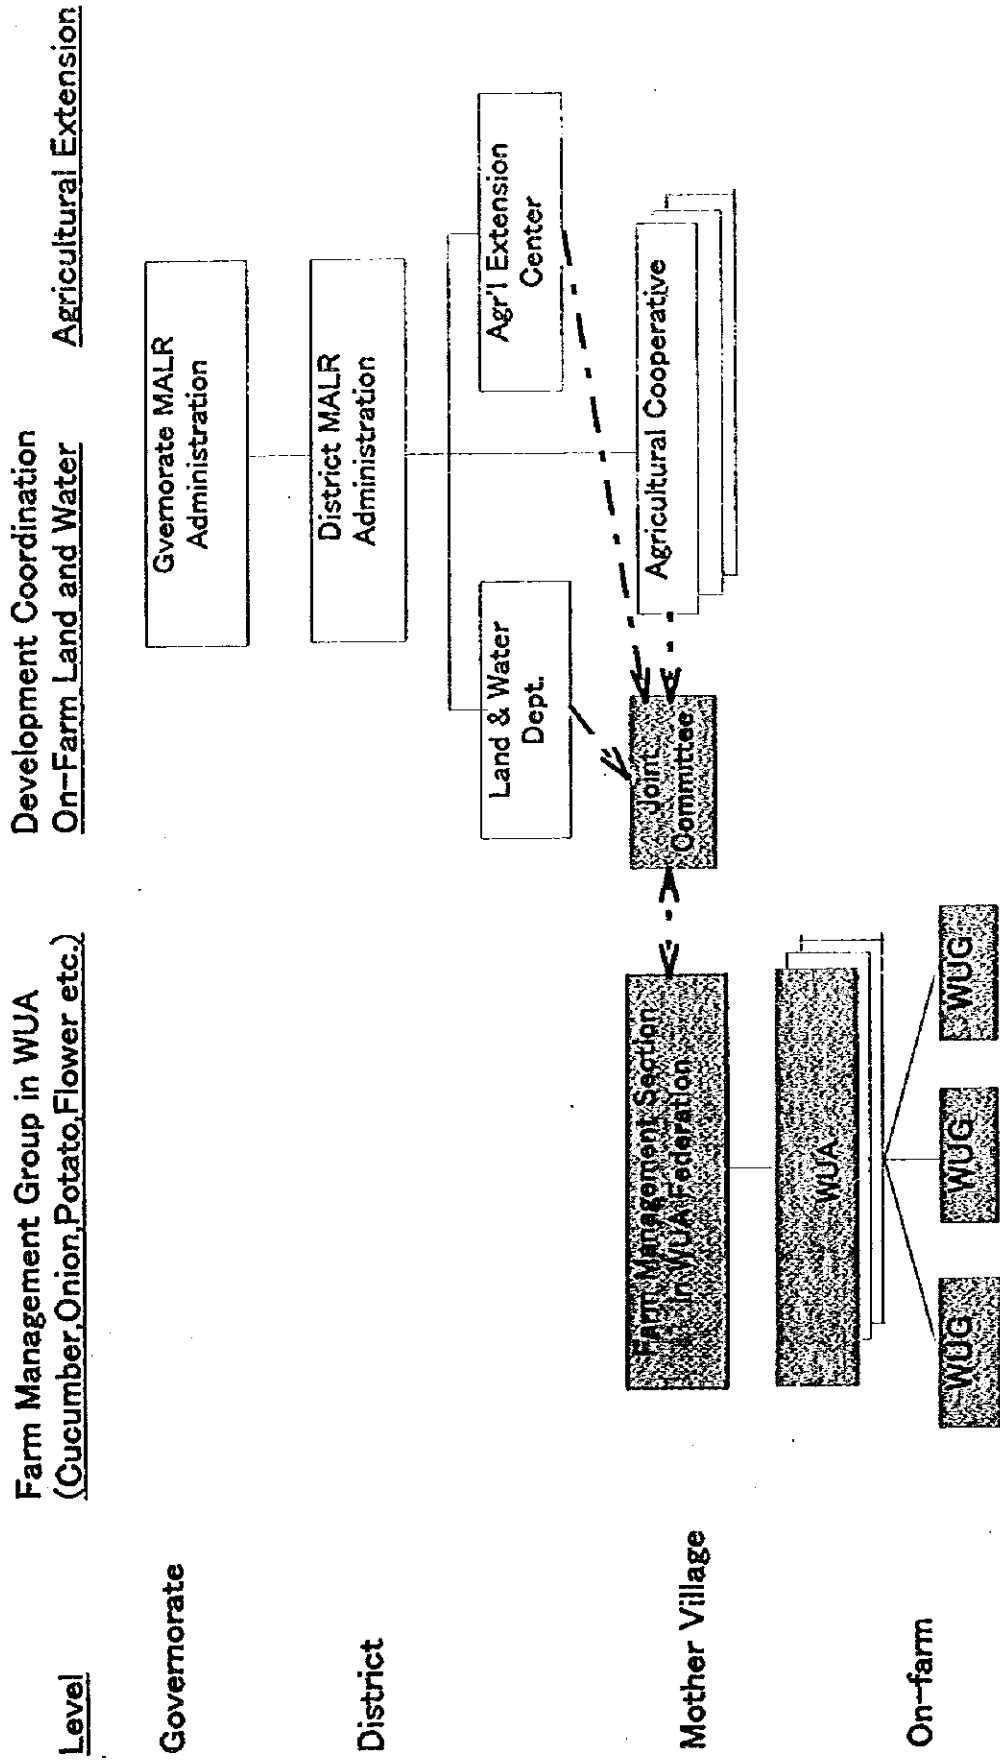 Level
Farm Management Group in WUA
(Cucumber,Onion,Potato,Flower etc.)
Development Coordination
On-Farm Land and Water
Agricultural Extension
Governorate
Gvernorate MALR
Administration
District
District MALR
Administration
Land & Water
Dept.
Agr'l Extension
Center
Mother Village
Farm Management Section
in WUA Federation
Joint
Committee
Agricultural Cooperative
WUA
On-farm
WUG
WUG
WUG